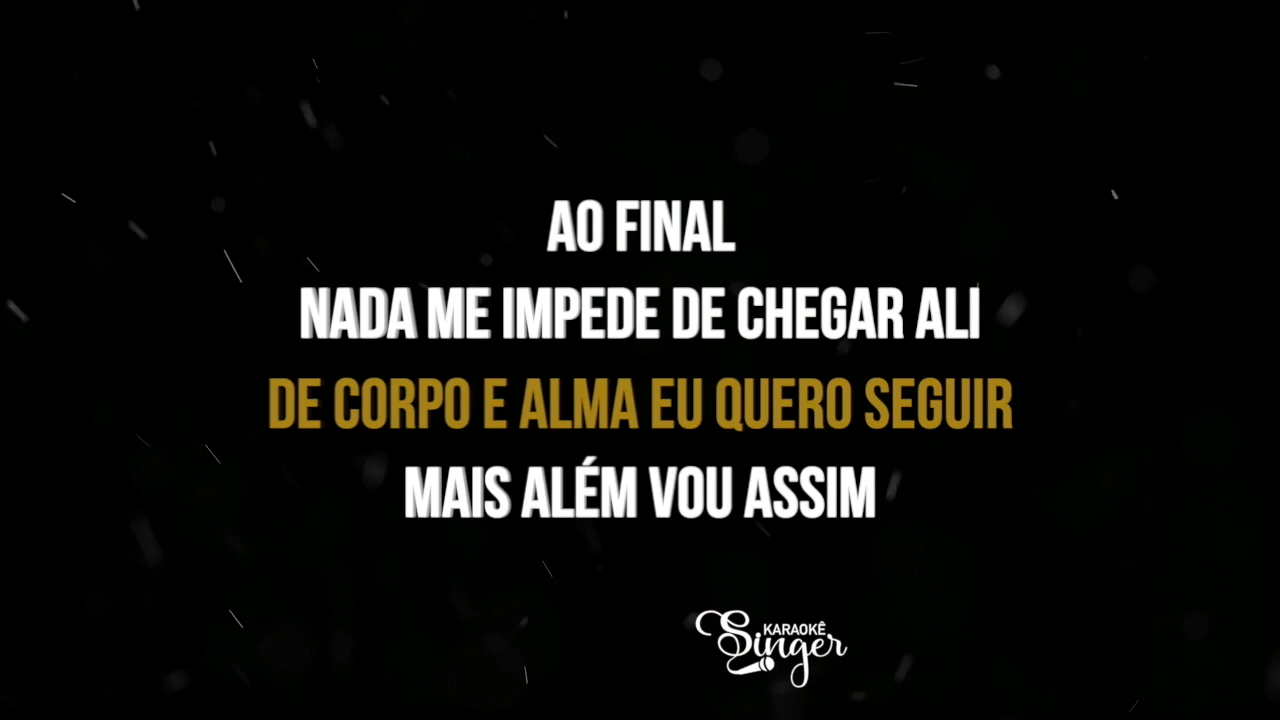 AO FINAL
NADA ME IMPEDE DE CHEGAR ALI
DE CORPO E ALMA EU QUERO SEGUIR
MAIS ALÉM VOU ASSIM
KARAOKÊ
Singer